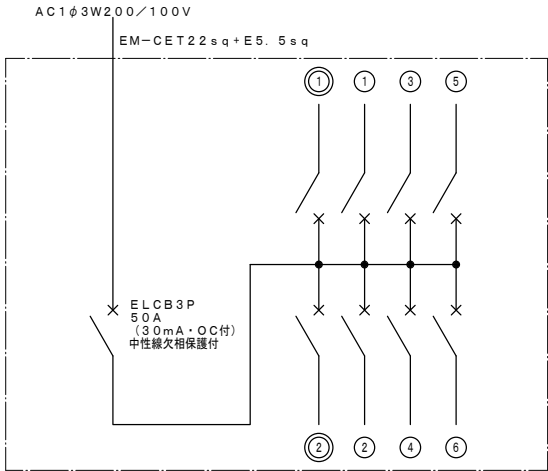 AC1φ3W200/100V
EM-CET22sq+E5.5sq
1 1 3 5
ELCB3P
50A
(30mA・OC付)
中性線欠相保護付
2 2 4 6